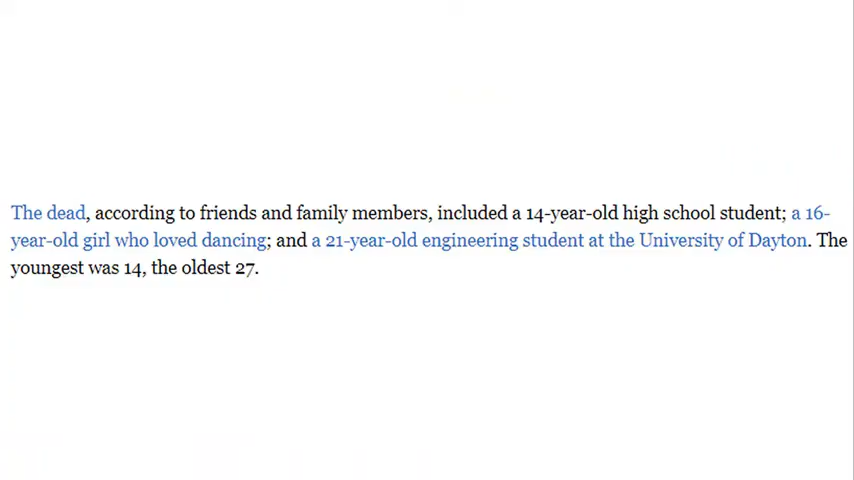 The dead, according to friends and family members, included a 14-year-old high school student; a 16-
year-old girl who loved dancing; and a 21-year-old engineering student at the University of Dayton. The
youngest was 14, the oldest 27.